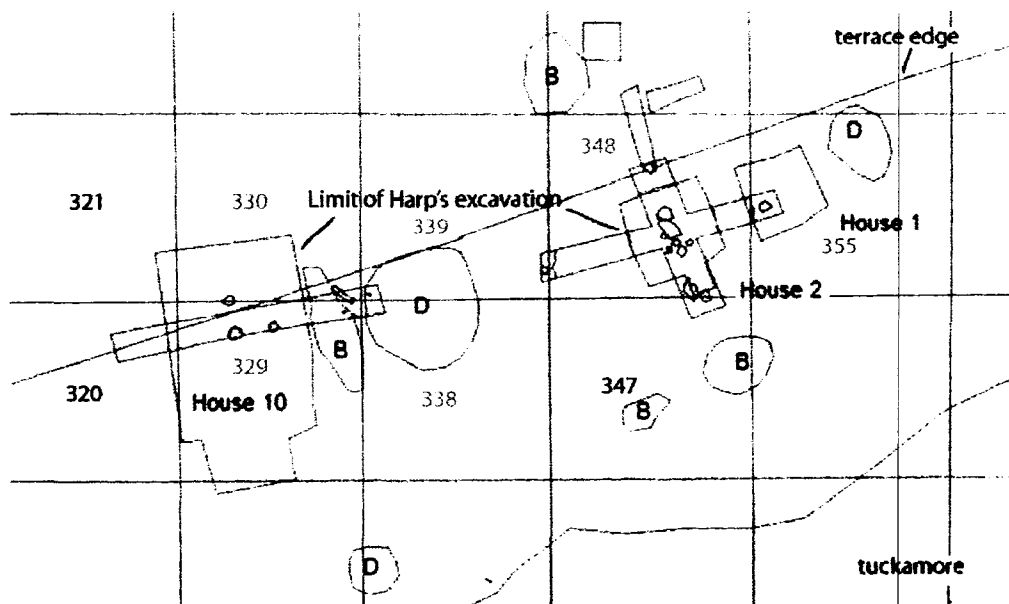 terrace edge
B
D
348
321
330
Limit of Harp's excavation
339
House 1
355
D
House 2
B
329
B
320
House 10
338
347
B
D
tuckamore